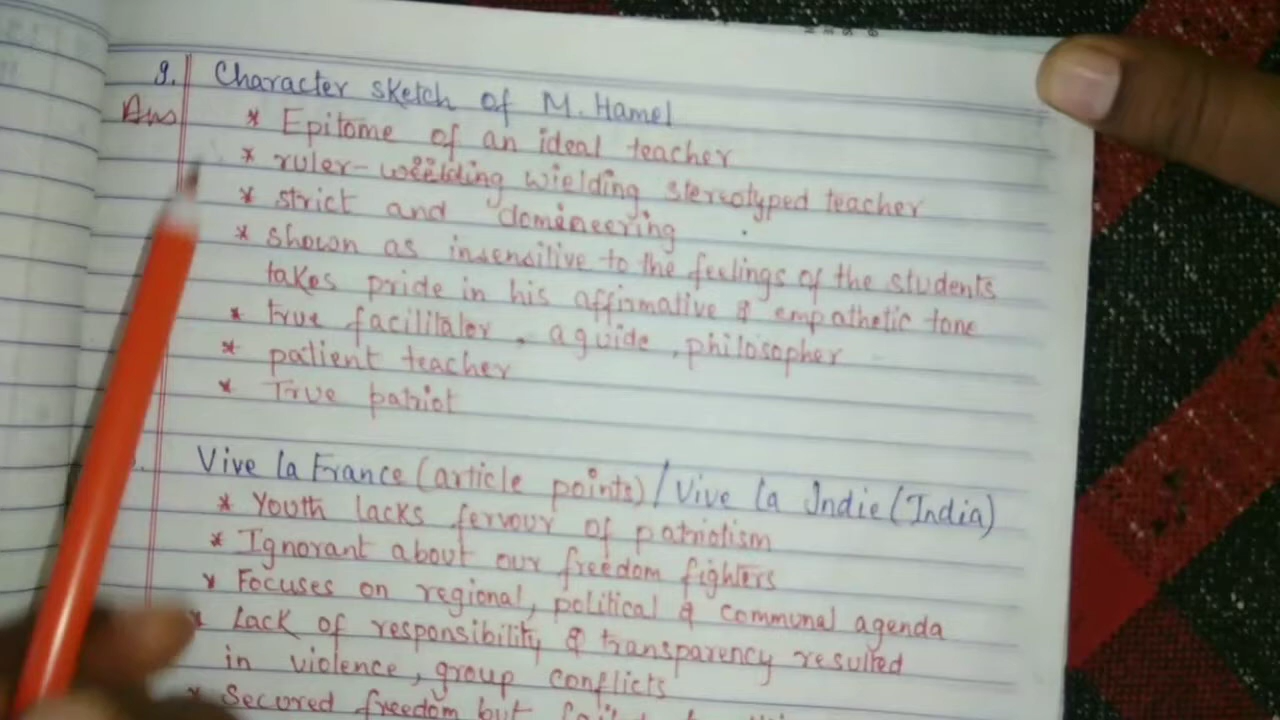 9. Character sketch of M. Hamel
Ans * Epitome of an ideal teacher
* ruler- wielding stereotyped teacher
* strict and domineering
* shown as insensitive to the feelings of the students
takes pride in his affirmative & empathetic tone
* true facilitater, a guide, philosopher
* patient teacher
* True patriot
Vive la France (article points) / Vive la Indie (India)
* Youth lacks fervour of patriotism
* Ignorant about our freedom fighters
* Focuses on regional, political & communal agenda
* Lack of responsibility & transparency resulted
in violence, group conflicts
* Secured freedom but